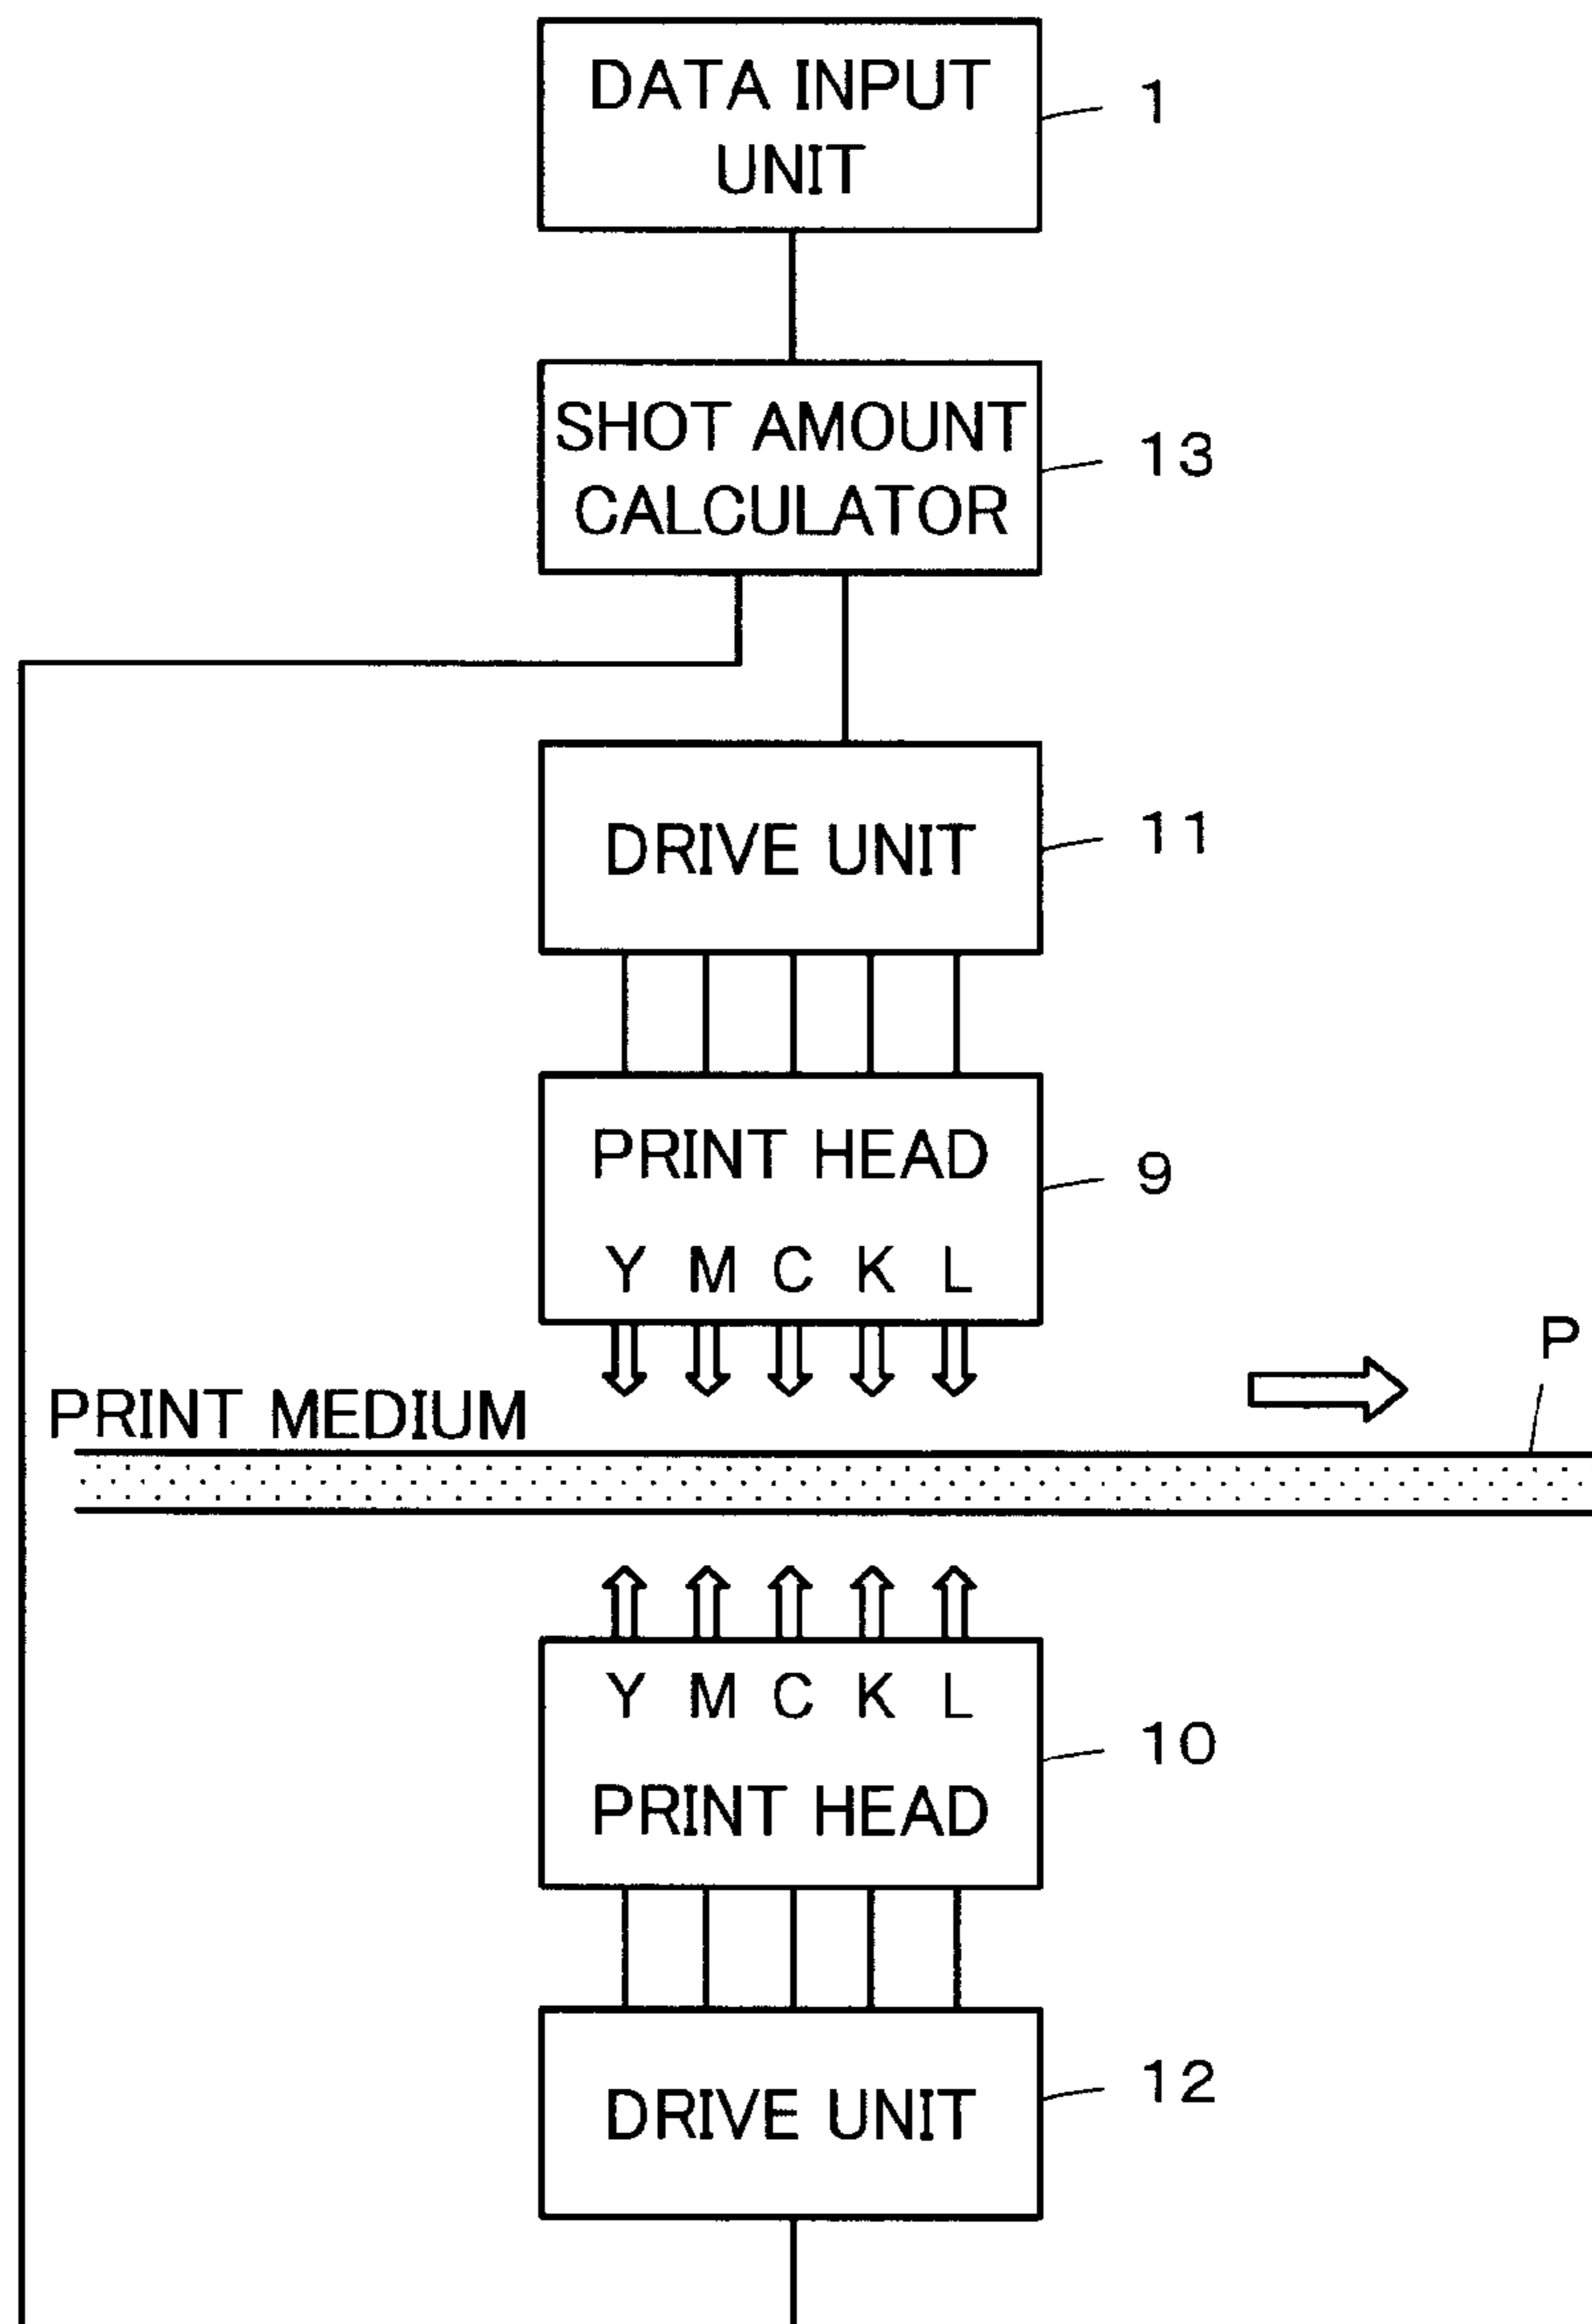 DATA INPUT
UNIT
1
SHOT AMOUNT
CALCULATOR
13
DRIVE UNIT
11
PRINT HEAD
9
Y M C K L
P
PRINT MEDIUM
Y M C K L
10
PRINT HEAD
DRIVE UNIT
12